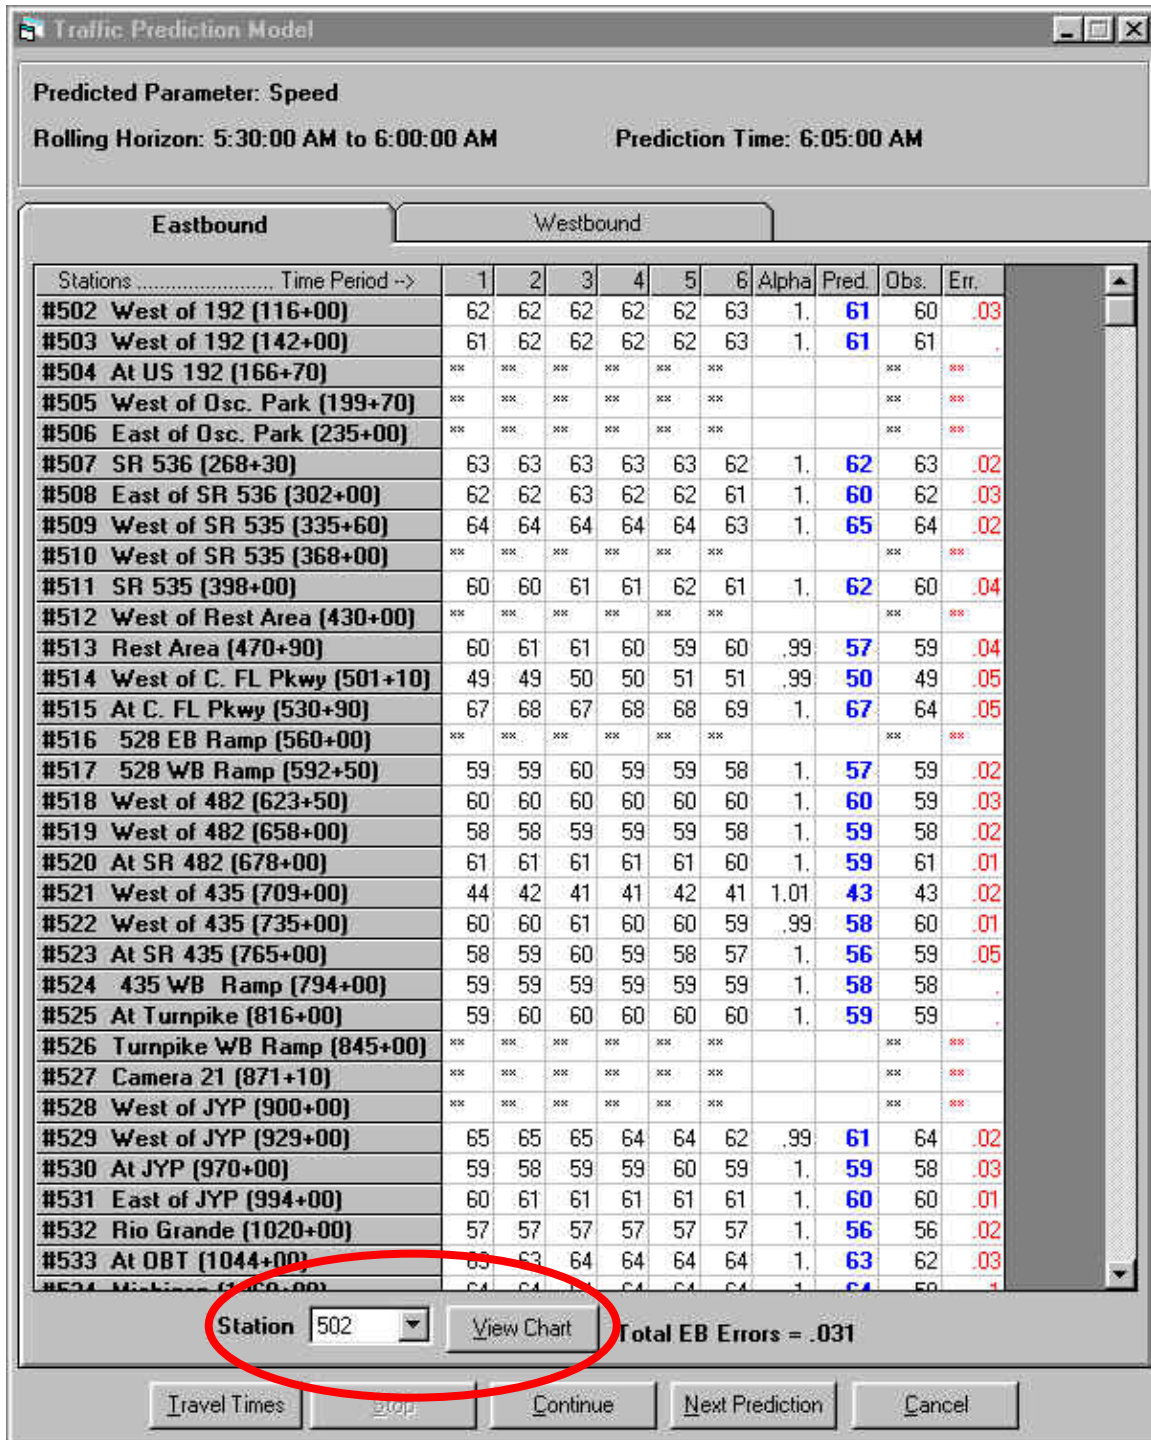 Traffic Prediction Model
Predicted Parameter: Speed
Rolling Horizon: 5:30:00 AM to 6:00:00 AM Prediction Time: 6:05:00 AM
Eastbound Westbound
Stations ........................ Time Period --> 1 2 3 4 5 6 Alpha Pred. Obs. Err.
#502 West of 192 (116+00) 62 62 62 62 62 63 1. 61 60 .03
#503 West of 192 (142+00) 61 62 62 62 62 63 1. 61 61 .
#504 At US 192 (166+70) ** ** ** ** ** ** ** **
#505 West of Osc. Park (199+70) ** ** ** ** ** ** ** **
#506 East of Osc. Park (235+00) ** ** ** ** ** ** ** **
#507 SR 536 (268+30) 63 63 63 63 63 62 1. 62 63 .02
#508 East of SR 536 (302+00) 62 62 63 62 62 61 1. 60 62 .03
#509 West of SR 535 (335+60) 64 64 64 64 64 63 1. 65 64 .02
#510 West of SR 535 (368+00) ** ** ** ** ** ** ** **
#511 SR 535 (398+00) 60 60 61 61 62 61 1. 62 60 .04
#512 West of Rest Area (430+00) ** ** ** ** ** ** ** **
#513 Rest Area (470+90) 60 61 61 60 59 60 .99 57 59 .04
#514 West of C. FL Pkwy (501+10) 49 49 50 50 51 51 .99 50 49 .05
#515 At C. FL Pkwy (530+90) 67 68 67 68 68 69 1. 67 64 .05
#516 528 EB Ramp (560+00) ** ** ** ** ** ** ** **
#517 528 WB Ramp (592+50) 59 59 60 59 59 58 1. 57 59 .02
#518 West of 482 (623+50) 60 60 60 60 60 60 1. 60 59 .03
#519 West of 482 (658+00) 58 58 59 59 59 58 1. 59 58 .02
#520 At SR 482 (678+00) 61 61 61 61 61 60 1. 59 61 .01
#521 West of 435 (709+00) 44 42 41 41 42 41 1.01 43 43 .02
#522 West of 435 (735+00) 60 60 61 60 60 59 .99 58 60 .01
#523 At SR 435 (765+00) 58 59 60 59 58 57 1. 56 59 .05
#524 435 WB Ramp (794+00) 59 59 59 59 59 59 1. 58 58 .
#525 At Turnpike (816+00) 59 60 60 60 60 60 1. 59 59 .
#526 Turnpike WB Ramp (845+00) ** ** ** ** ** ** ** **
#527 Camera 21 (871+10) ** ** ** ** ** ** ** **
#528 West of JYP (900+00) ** ** ** ** ** ** ** **
#529 West of JYP (929+00) 65 65 65 64 64 62 .99 61 64 .02
#530 At JYP (970+00) 59 58 59 59 60 59 1. 59 58 .03
#531 East of JYP (994+00) 60 61 61 61 61 61 1. 60 60 .01
#532 Rio Grande (1020+00) 57 57 57 57 57 57 1. 56 56 .02
#533 At OBT (1044+00) 63 63 64 64 64 64 1. 63 62 .03
Station 502 View Chart Total EB Errors = .031
Travel Times Stop Continue Next Prediction Cancel